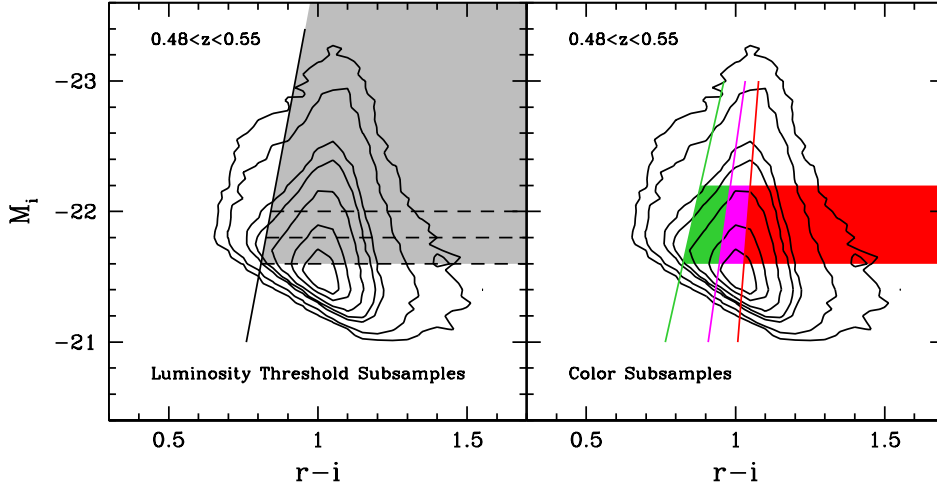 0.48<z<0.55
0.48<z<0.55
-23
-22
-21
M_i
Luminosity Threshold Subsamples
Color Subsamples
0.5
1
1.5
0.5
1
1.5
r-i
r-i